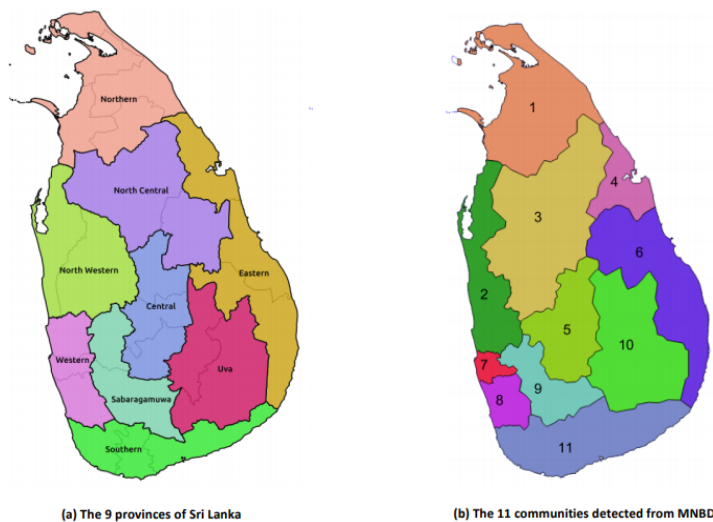 Northern
North Central
North Western
Eastern
Central
Western
Uva
Sabaragamuwa
Southern
(a) The 9 provinces of Sri Lanka
1
4
3
6
2
5
10
7
9
8
11
(b) The 11 communities detected from MNBD